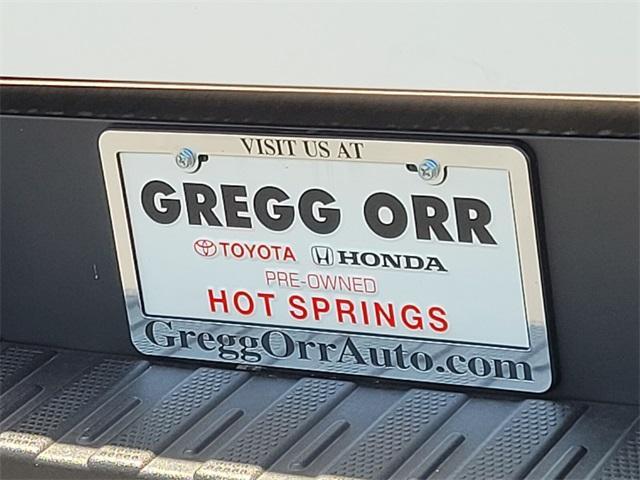 VISIT US AT
GREGG ORR
TOYOTA HONDA
PRE-OWNED
HOT SPRINGS
GreggOrrAuto.com